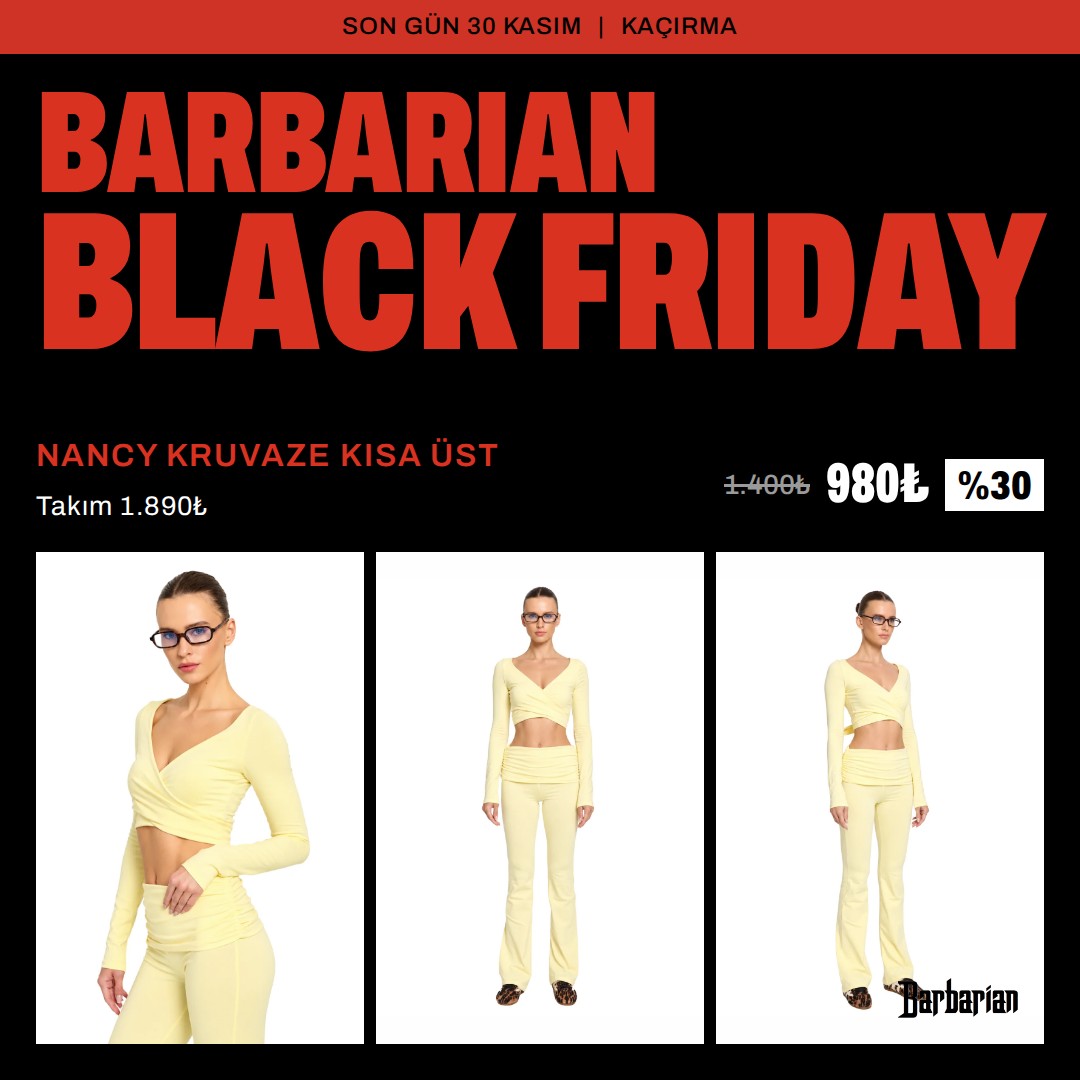 SON GÜN 30 KASIM | KAÇIRMA
BARBARIAN
BLACK FRIDAY
NANCY KRUVAZE KISA ÜST
Takım 1.890₺
1.400₺ 980₺ %30
Barbarian